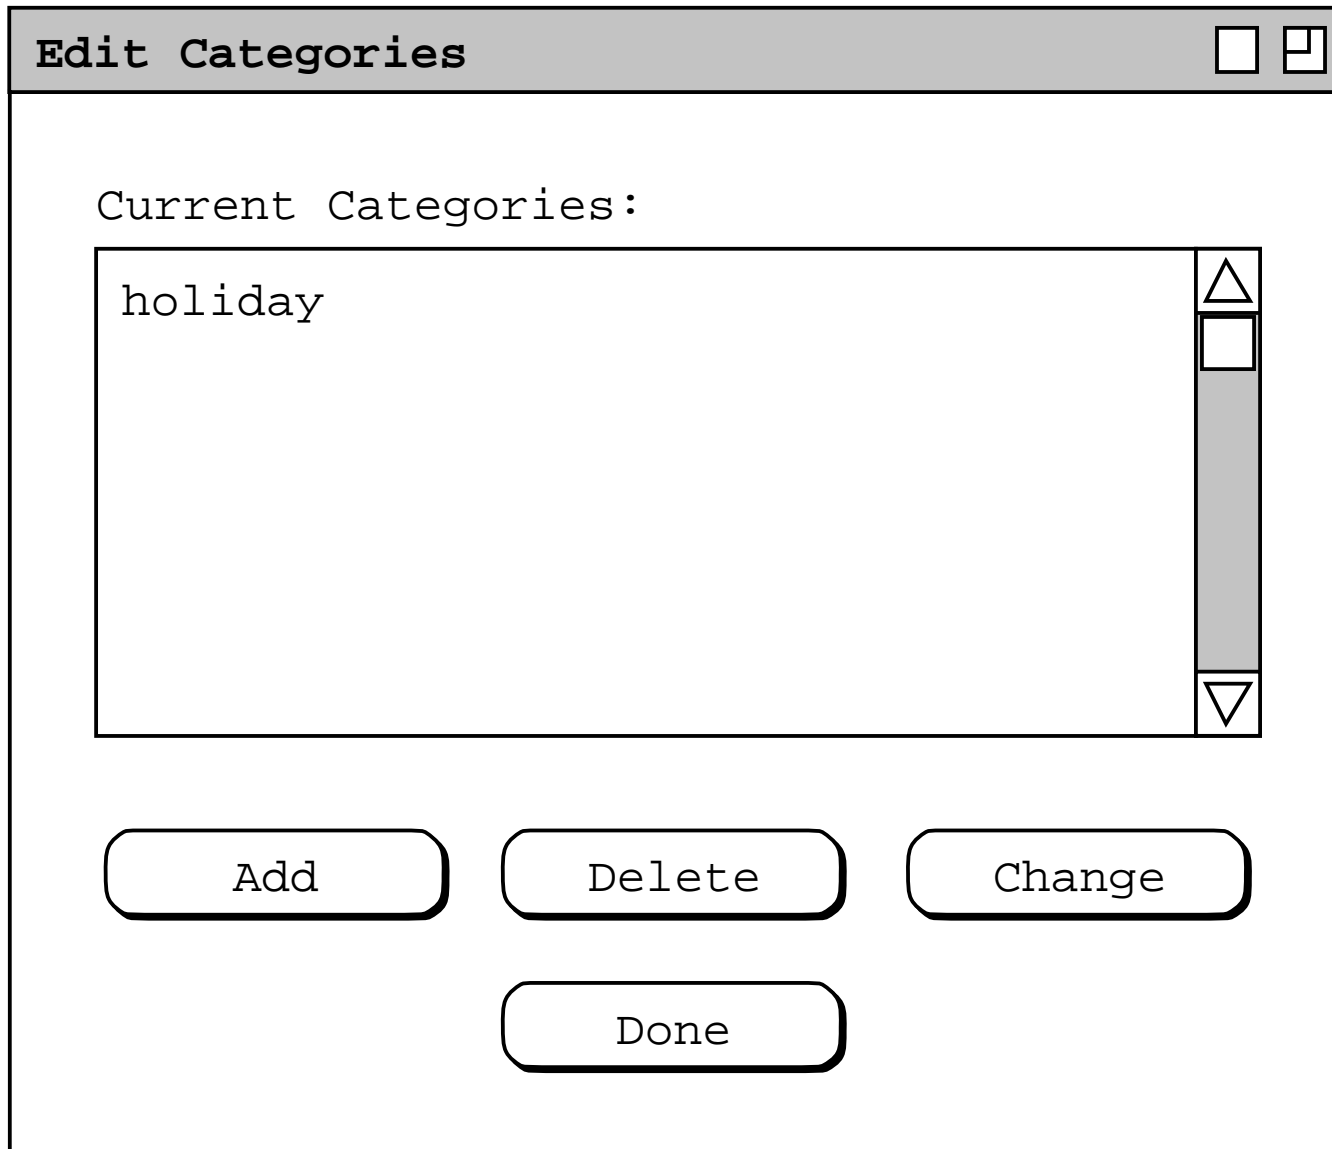 Edit Categories
Current Categories:
holiday
Add Delete Change
Done